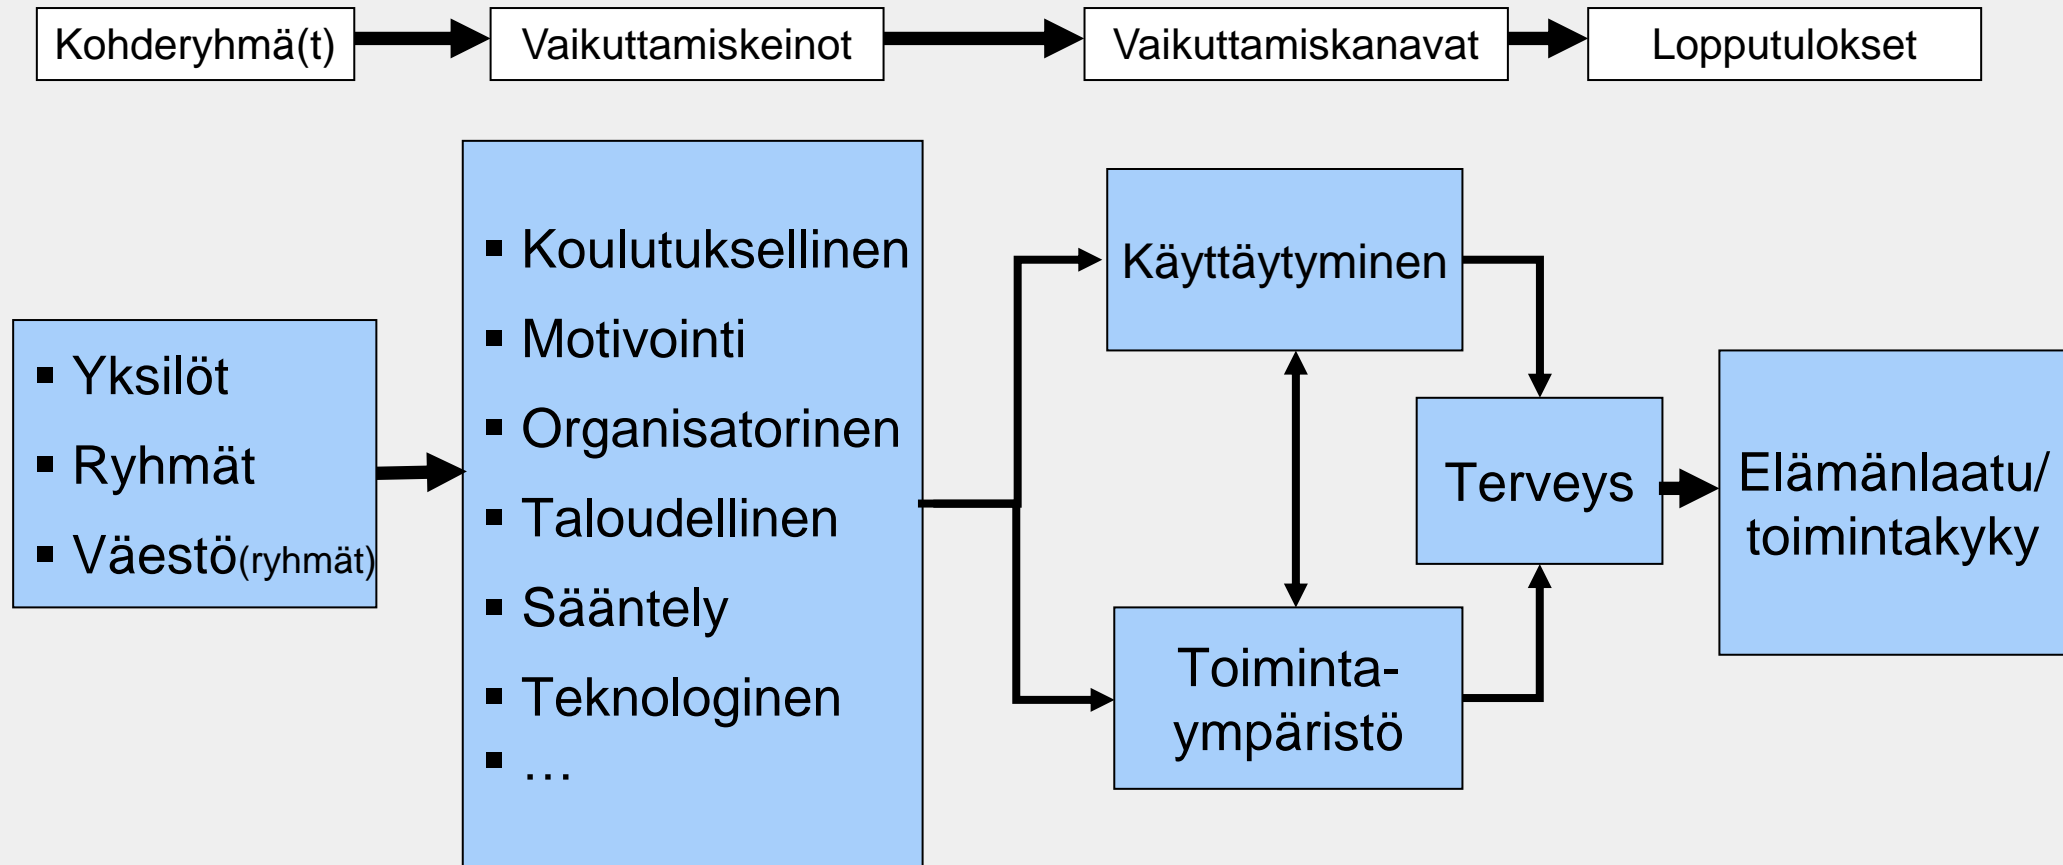 Kohderyhmä(t)
Vaikuttamiskeinot
Vaikuttamiskanavat
Lopputulokset
▪ Yksilöt
▪ Ryhmät
▪ Väestö(ryhmät)
▪ Koulutuksellinen
▪ Motivointi
▪ Organisatorinen
▪ Taloudellinen
▪ Sääntely
▪ Teknologinen
▪ …
Käyttäytyminen
Toiminta-
ympäristö
Terveys
Elämänlaatu/
toimintakyky